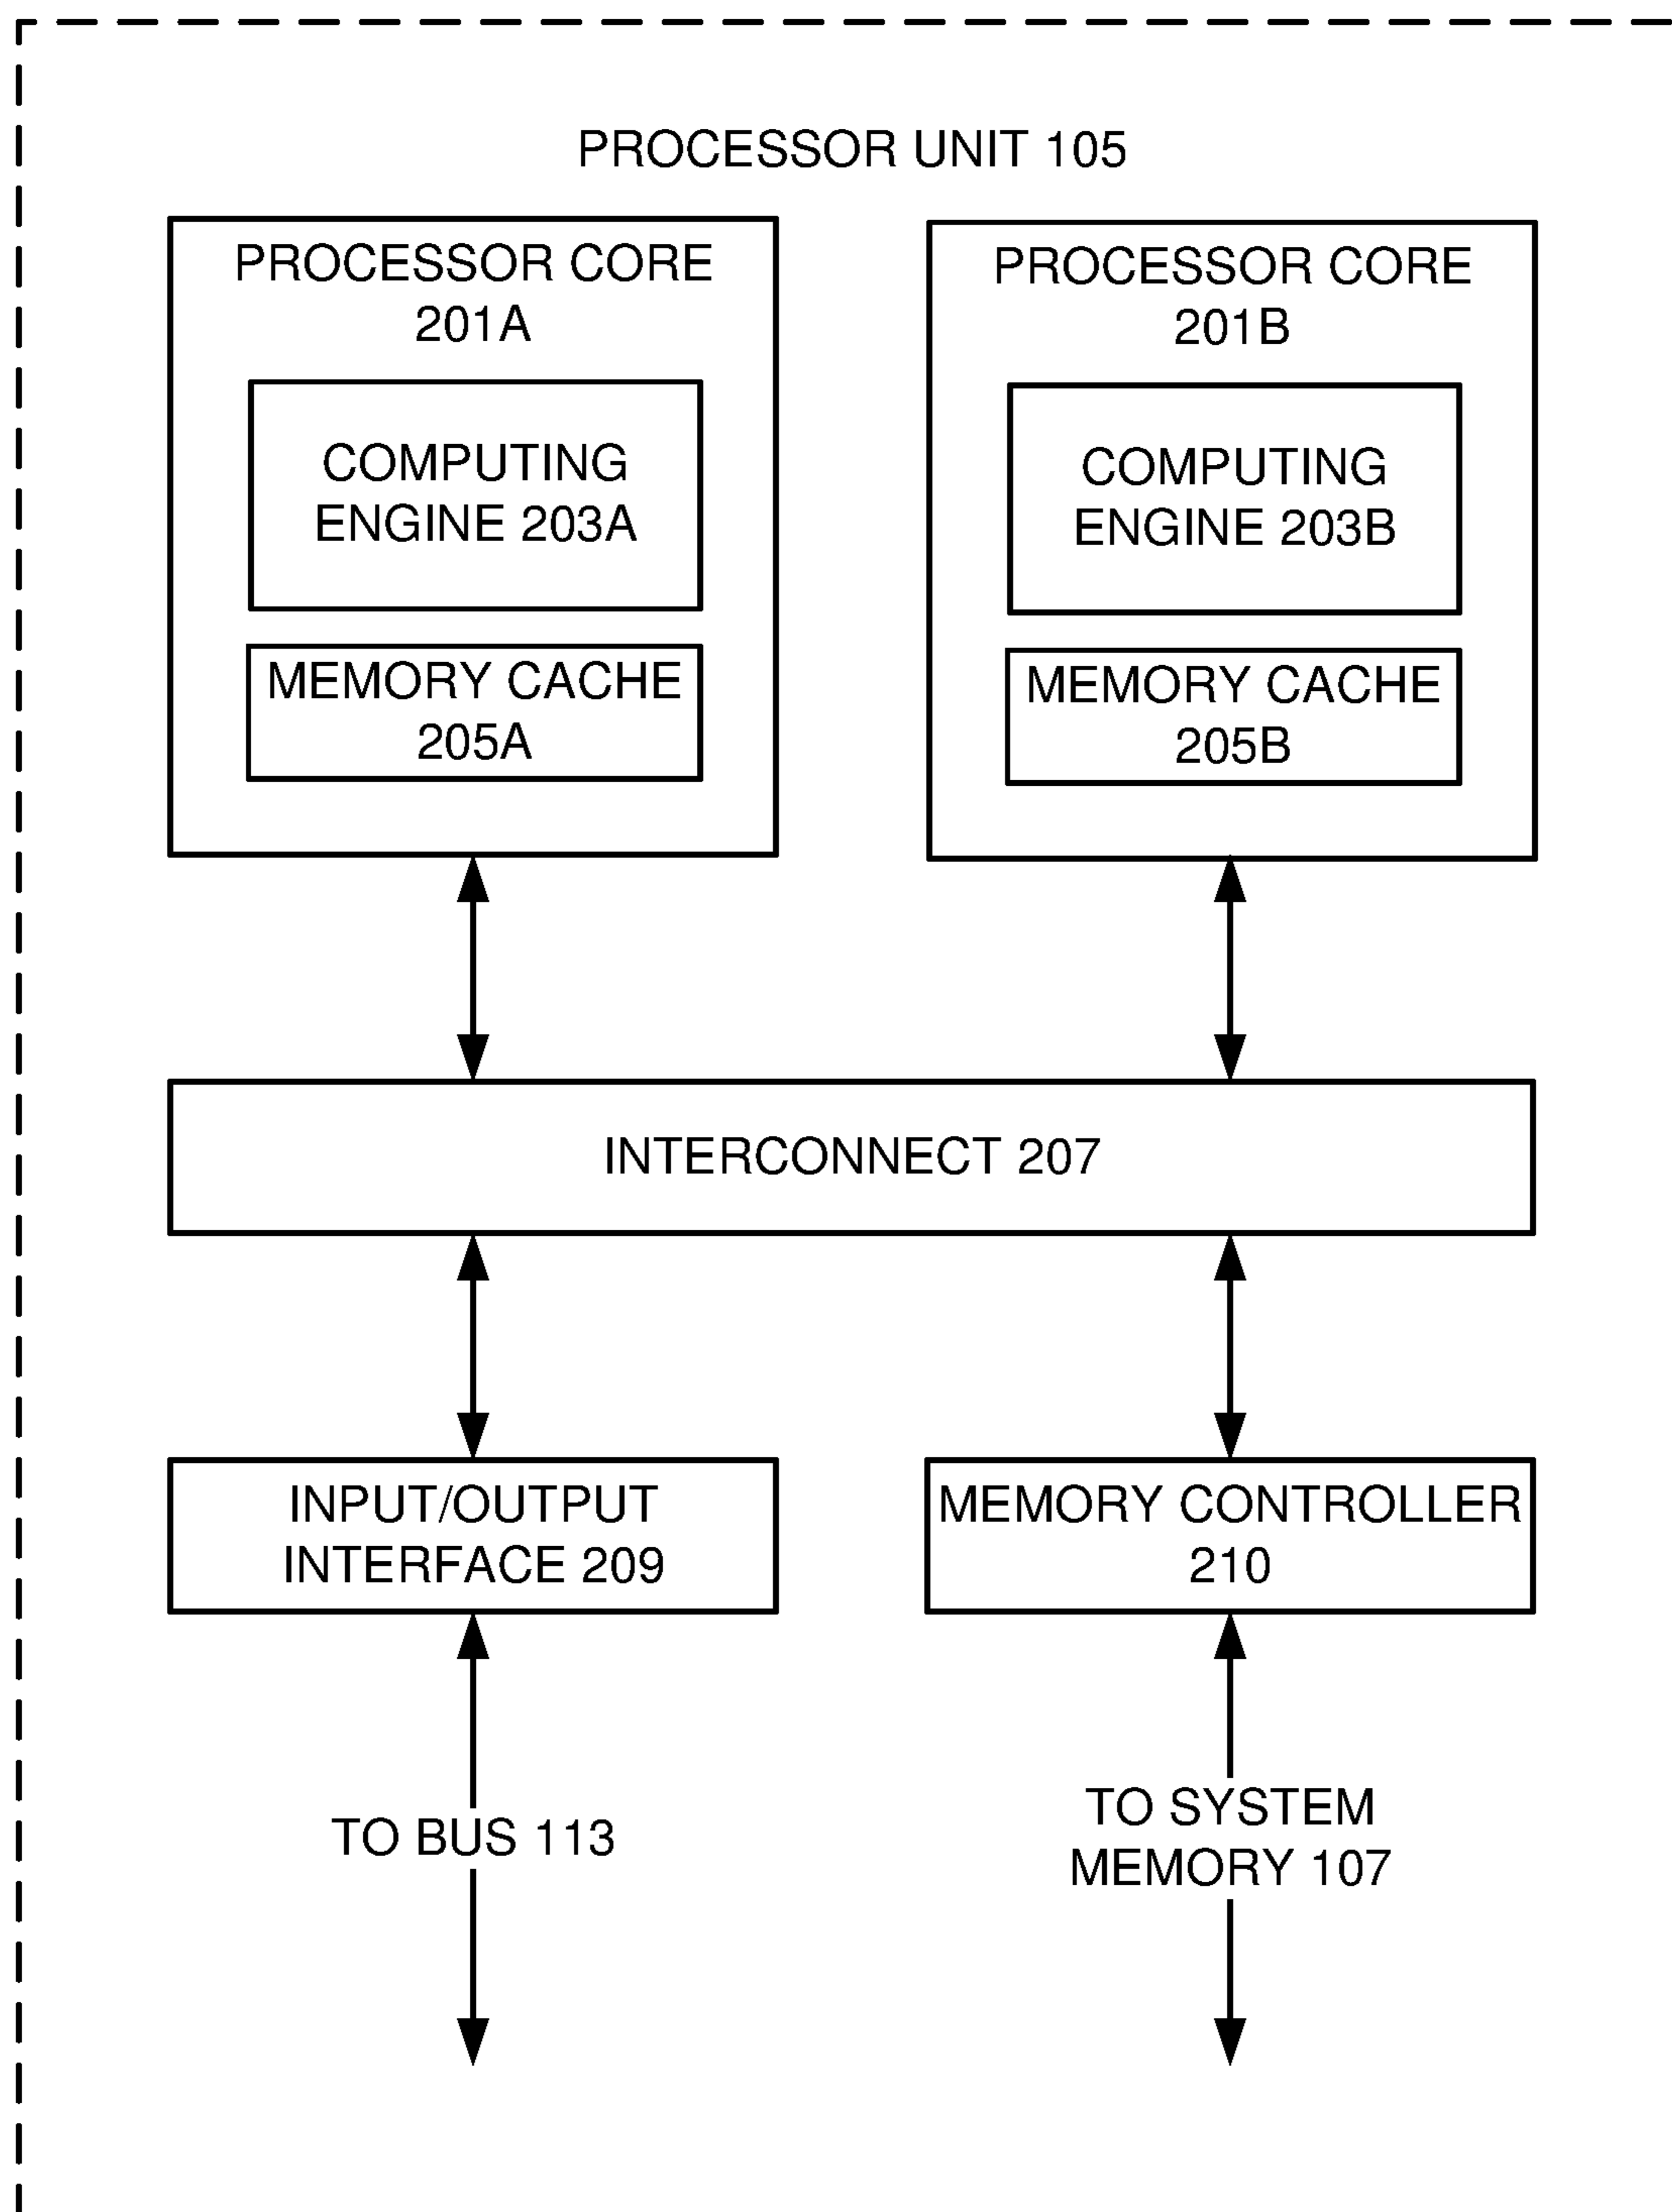 PROCESSOR UNIT 105
PROCESSOR CORE
201A
COMPUTING
ENGINE 203A
MEMORY CACHE
205A
PROCESSOR CORE
201B
COMPUTING
ENGINE 203B
MEMORY CACHE
205B
INTERCONNECT 207
INPUT/OUTPUT
INTERFACE 209
MEMORY CONTROLLER
210
TO BUS 113
TO SYSTEM
MEMORY 107